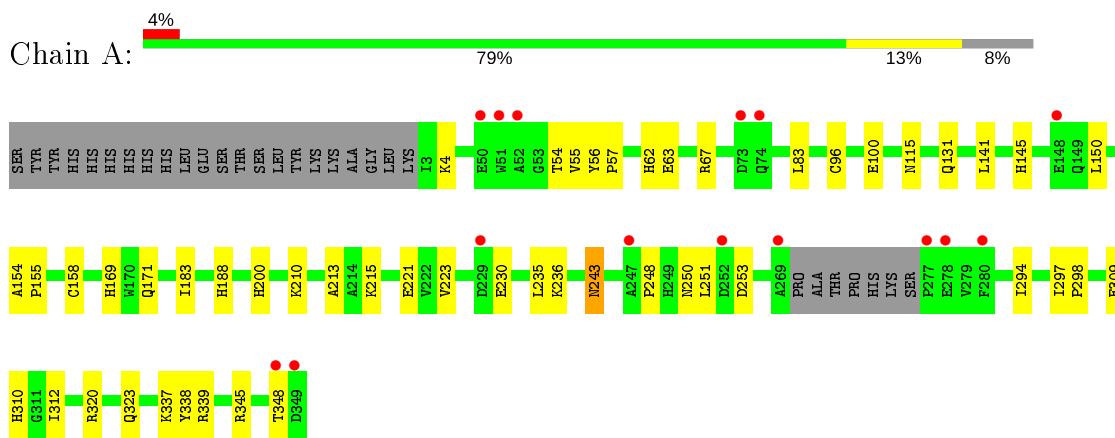 4%
Chain A:
79% 13% 8%
SER TYR TYR HIS HIS HIS HIS HIS HIS LEU GLU SER THR SER LEU TYR LYS LYS ALA GLY LEU LYS I3 K4 E50 W51 A52 G53 T54 V55 Y56 P57 H62 E63 R67 D73 Q74 L83 C96 E100 N115 Q131 L141 H145 E148 Q149 L150
A154 P155 C158 H169 W170 Q171 I183 H188 H200 K210 A213 A214 K215 E221 V222 V223 D229 E230 L235 K236 N243 A247 P248 H249 N250 L251 D252 D253 A269 PRO ALA THR PRO HIS LYS SER P277 E278 V279 F280 I294 I297 P298
H310 G311 I312 R320 Q323 K337 Y338 R339 R345 T348 D349